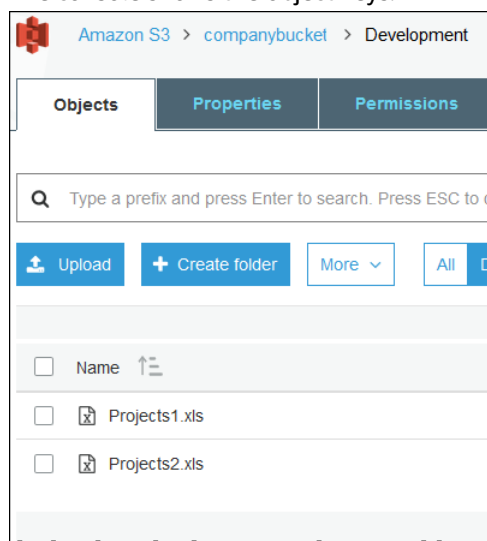 Amazon S3 > companybucket > Development
Objects Properties Permissions
Type a prefix and press Enter to search. Press ESC to
Upload + Create folder More All
Name
Projects1.xls
Projects2.xls